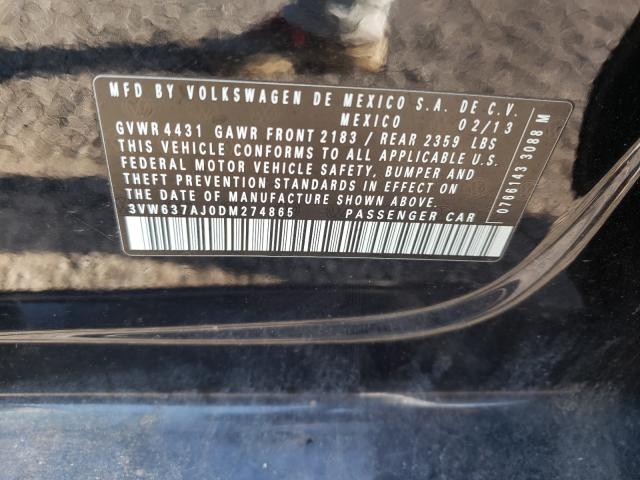 MFD BY VOLKSWAGEN DE MEXICO S.A. DE C.V.
MEXICO 02/13
GVWR 4431 GAWR FRONT 2183 / REAR 2359 LBS
THIS VEHICLE CONFORMS TO ALL APPLICABLE U.S.
FEDERAL MOTOR VEHICLE SAFETY, BUMPER AND
THEFT PREVENTION STANDARDS IN EFFECT ON
THE DATE OF MANUFACTURE SHOWN ABOVE.
3VW637AJ0DM274865 PASSENGER CAR
0766143 3088 M